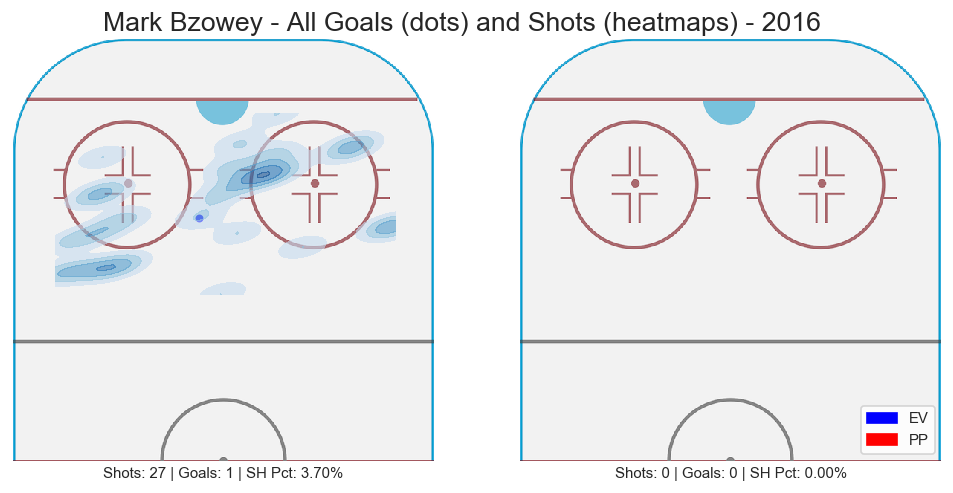 Mark Bzowey - All Goals (dots) and Shots (heatmaps) - 2016
EV
PP
Shots: 27 | Goals: 1 | SH Pct: 3.70%
Shots: 0 | Goals: 0 | SH Pct: 0.00%